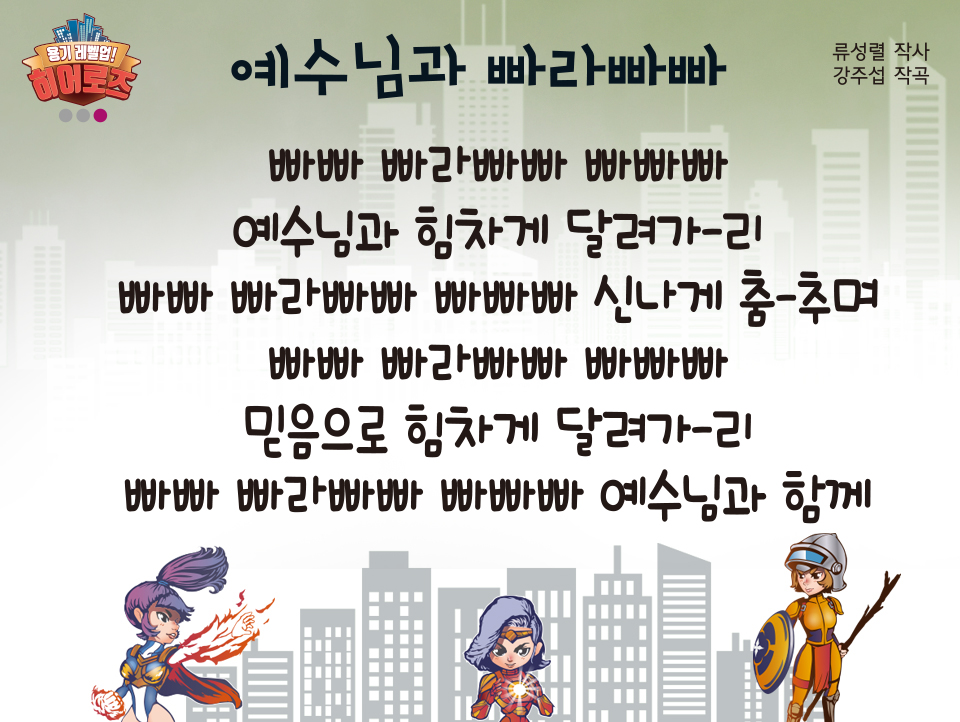 용기 레벨업!
히어로즈
예수님과 빠라빠빠
류성렬 작사
강주섭 작곡
빠빠 빠라빠빠 빠빠빠
예수님과 힘차게 달려가-리
빠빠 빠라빠빠 빠빠빠 신나게 춤-추며
빠빠 빠라빠빠 빠빠빠
믿음으로 힘차게 달려가-리
빠빠 빠라빠빠 빠빠빠 예수님과 함께